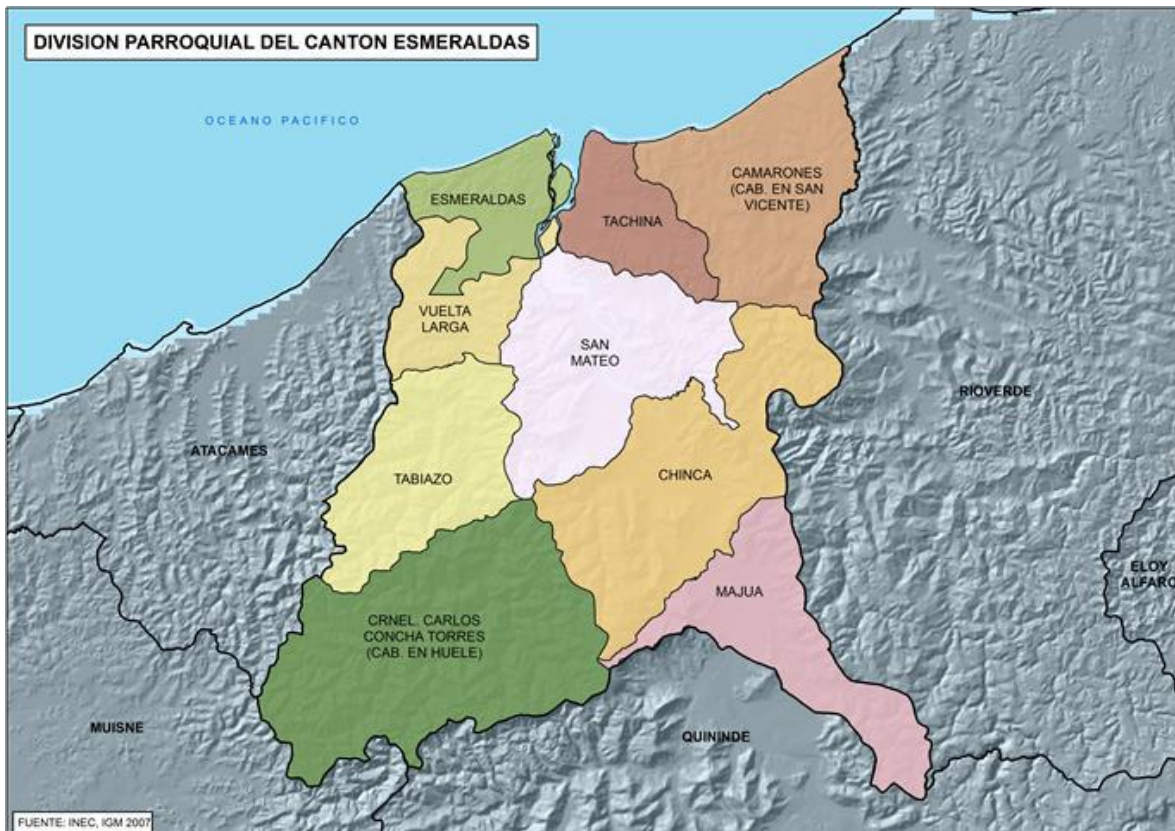 DIVISION PARROQUIAL DEL CANTON ESMERALDAS
OCEANO PACIFICO
CAMARONES
(CAB. EN SAN
VICENTE)
ESMERALDAS
TACHINA
VUELTA
LARGA
SAN
MATEO
RIOVERDE
ATACAMES
TABIAZO
CHINCA
ELOY
ALFARO
MAJUA
CRNEL. CARLOS
CONCHA TORRES
(CAB. EN HUELE)
MUISNE
QUININDE
FUENTE: INEC, IGM 2007